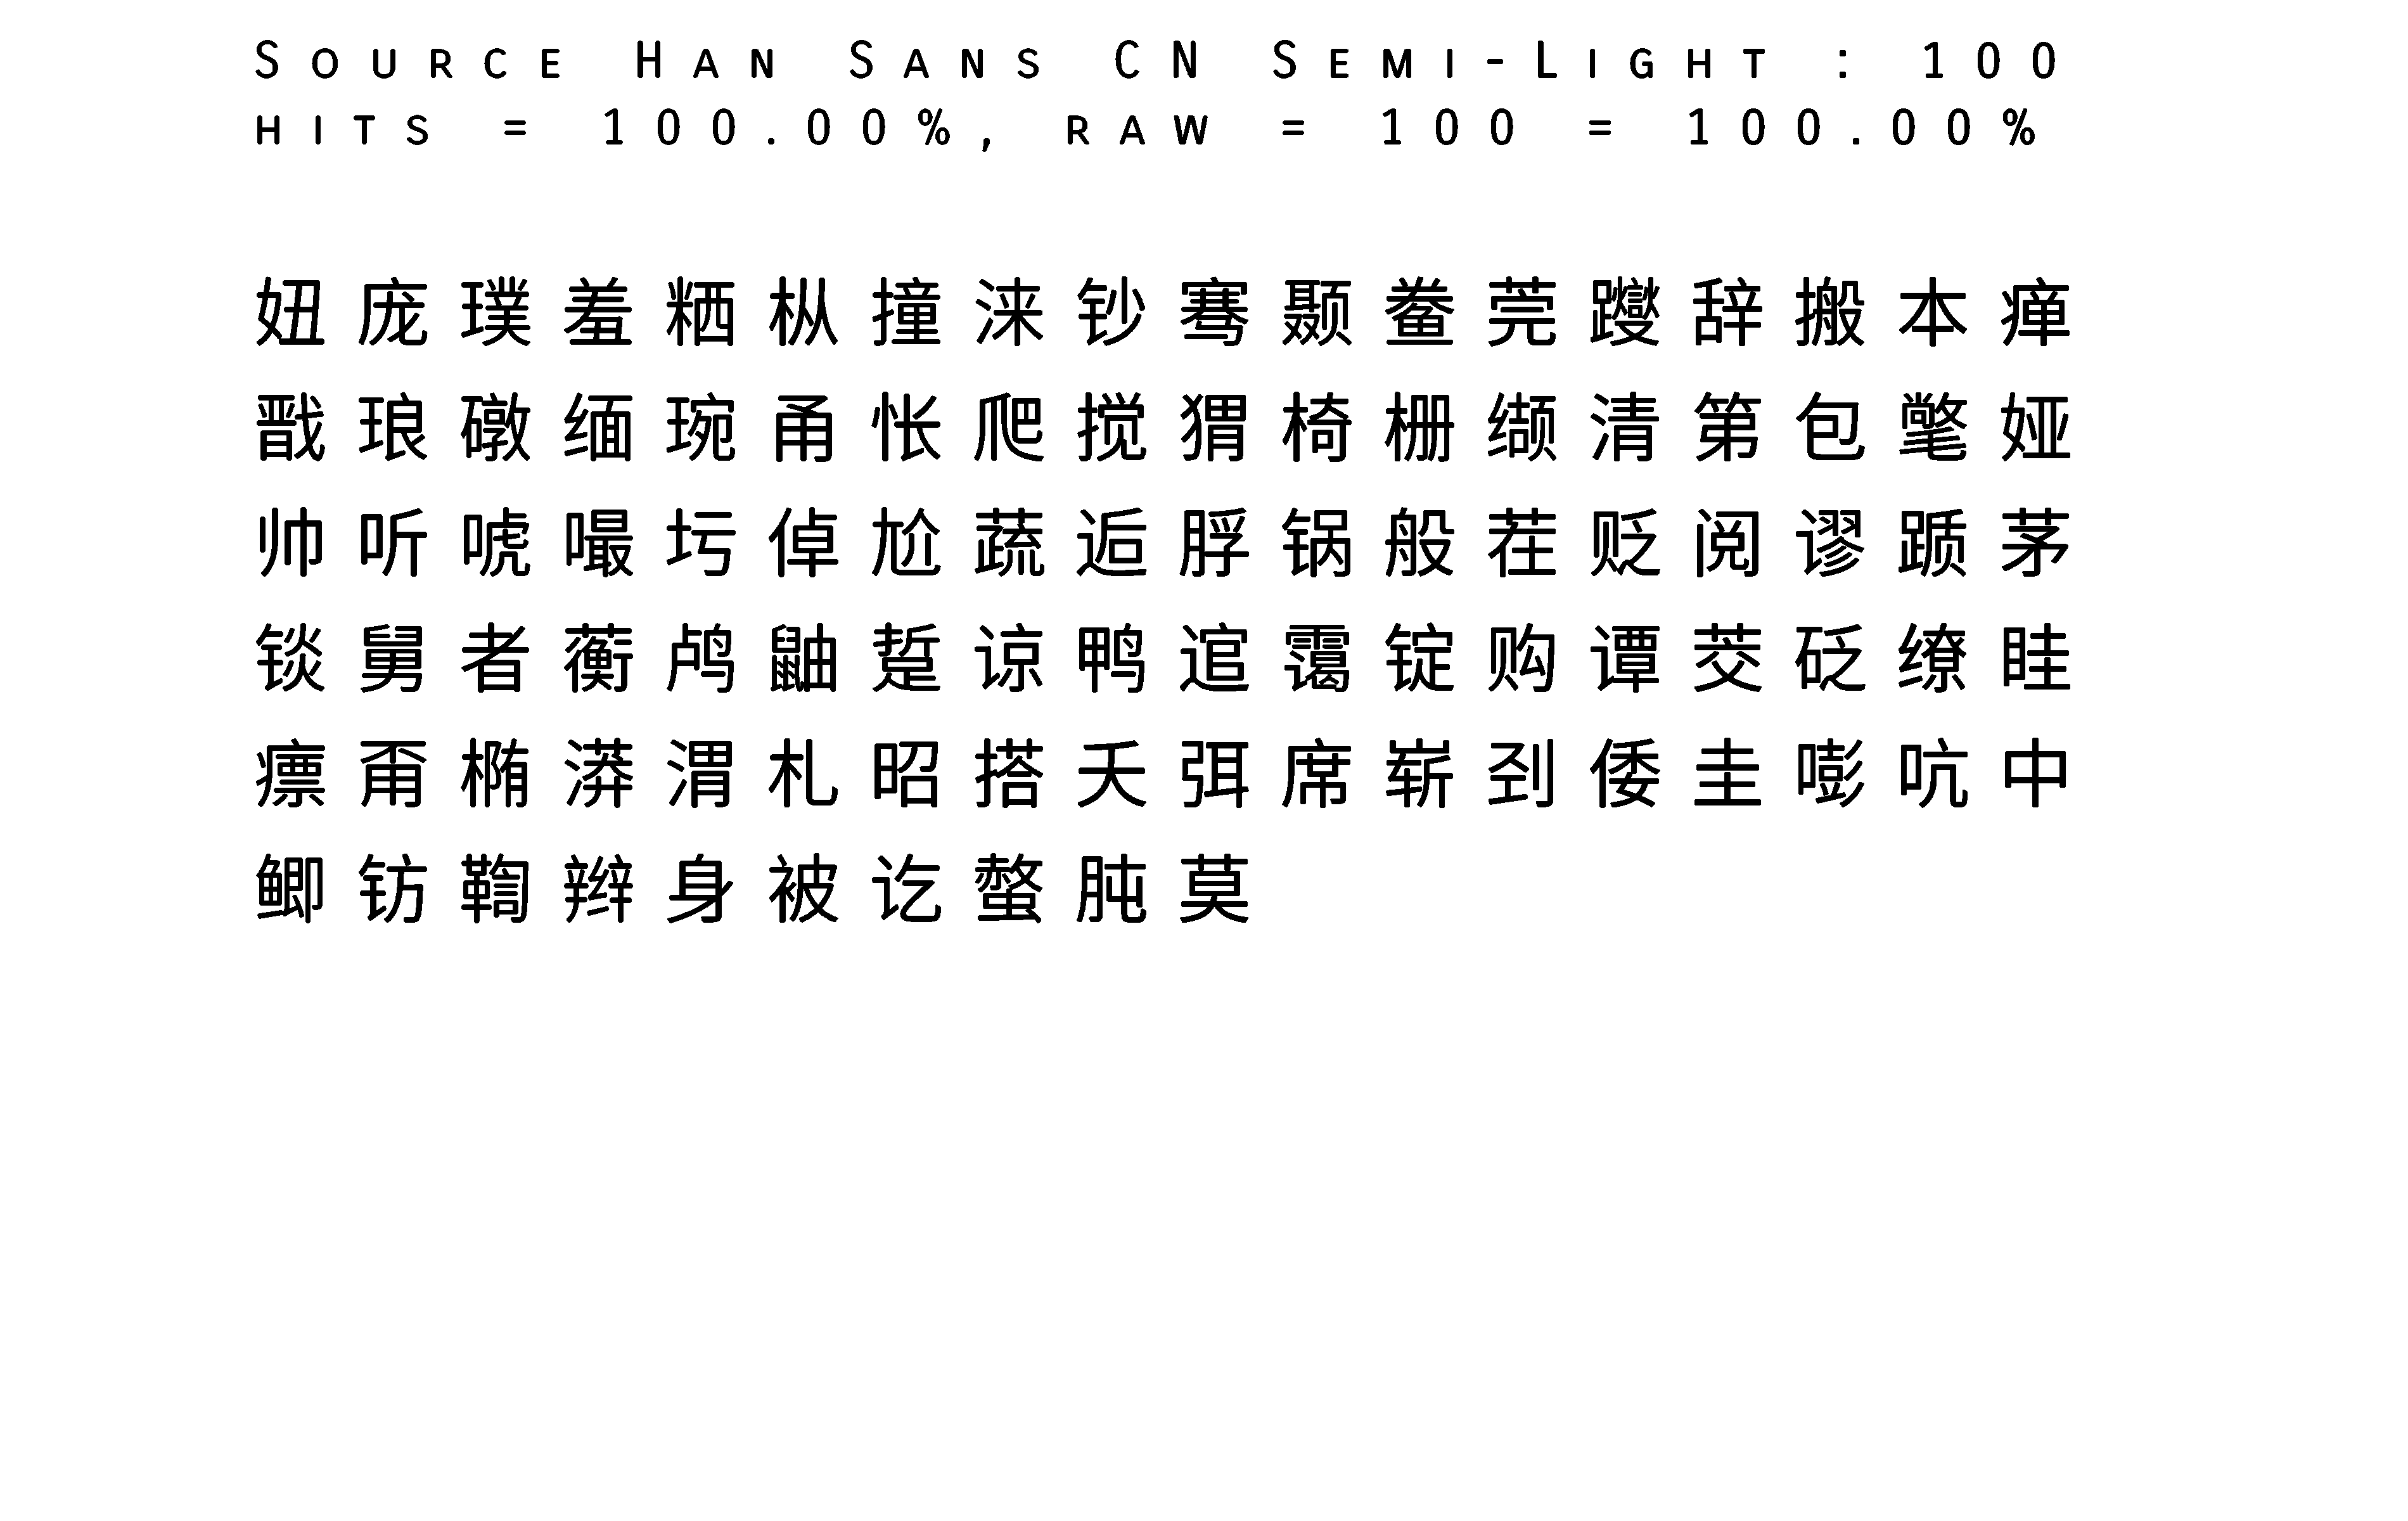 Source Han Sans CN Semi-Light : 100
hits = 100.00%, raw = 100 = 100.00%
妞庞璞羞粞枞撞涞钞骞颞鲞莞躞辞搬本瘅
戬琅礅缅琬甬怅爬搅猬椅栅缬清第包氅娅
帅听唬嘬圬倬尬蔬逅脬锅般茬贬阅谬踬茅
锬舅者蘅鸬鼬踅谅鸭逭霭锭购谭茭砭缭眭
瘭甭椭漭渭札昭搭夭弭席崭刭倭圭嘭吭中
鲫钫鞫辫身被讫螯肫莫